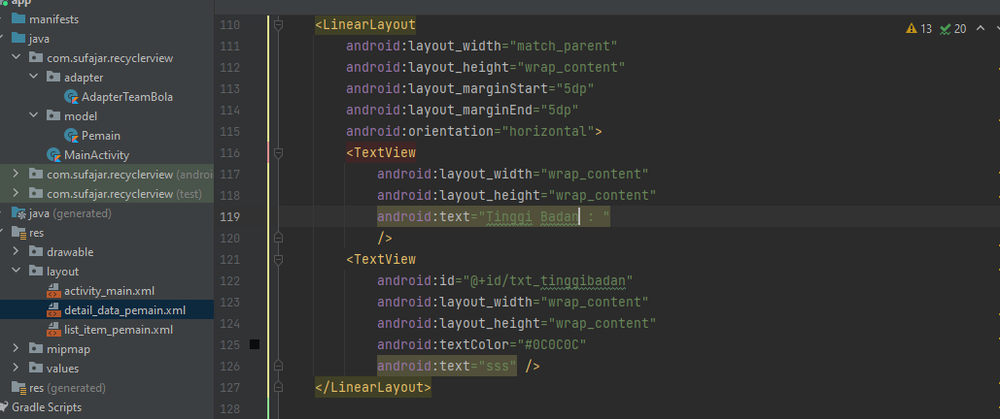 app
manifests
java
com.sufajar.recyclerview
adapter
AdapterTeamBola
model
Pemain
MainActivity
com.sufajar.recyclerview (androi
com.sufajar.recyclerview (test)
java (generated)
res
drawable
layout
activity_main.xml
detail_data_pemain.xml
list_item_pemain.xml
mipmap
values
res (generated)
Gradle Scripts
110 <LinearLayout
111 android:layout_width="match_parent"
112 android:layout_height="wrap_content"
113 android:layout_marginStart="5dp"
114 android:layout_marginEnd="5dp"
115 android:orientation="horizontal">
116 <TextView
117 android:layout_width="wrap_content"
118 android:layout_height="wrap_content"
119 android:text="Tinggi Badan : "
120 />
121 <TextView
122 android:id="@+id/txt_tinggibadan"
123 android:layout_width="wrap_content"
124 android:layout_height="wrap_content"
125 android:textColor="#0C0C0C"
126 android:text="sss" />
127 </LinearLayout>
128
13 20